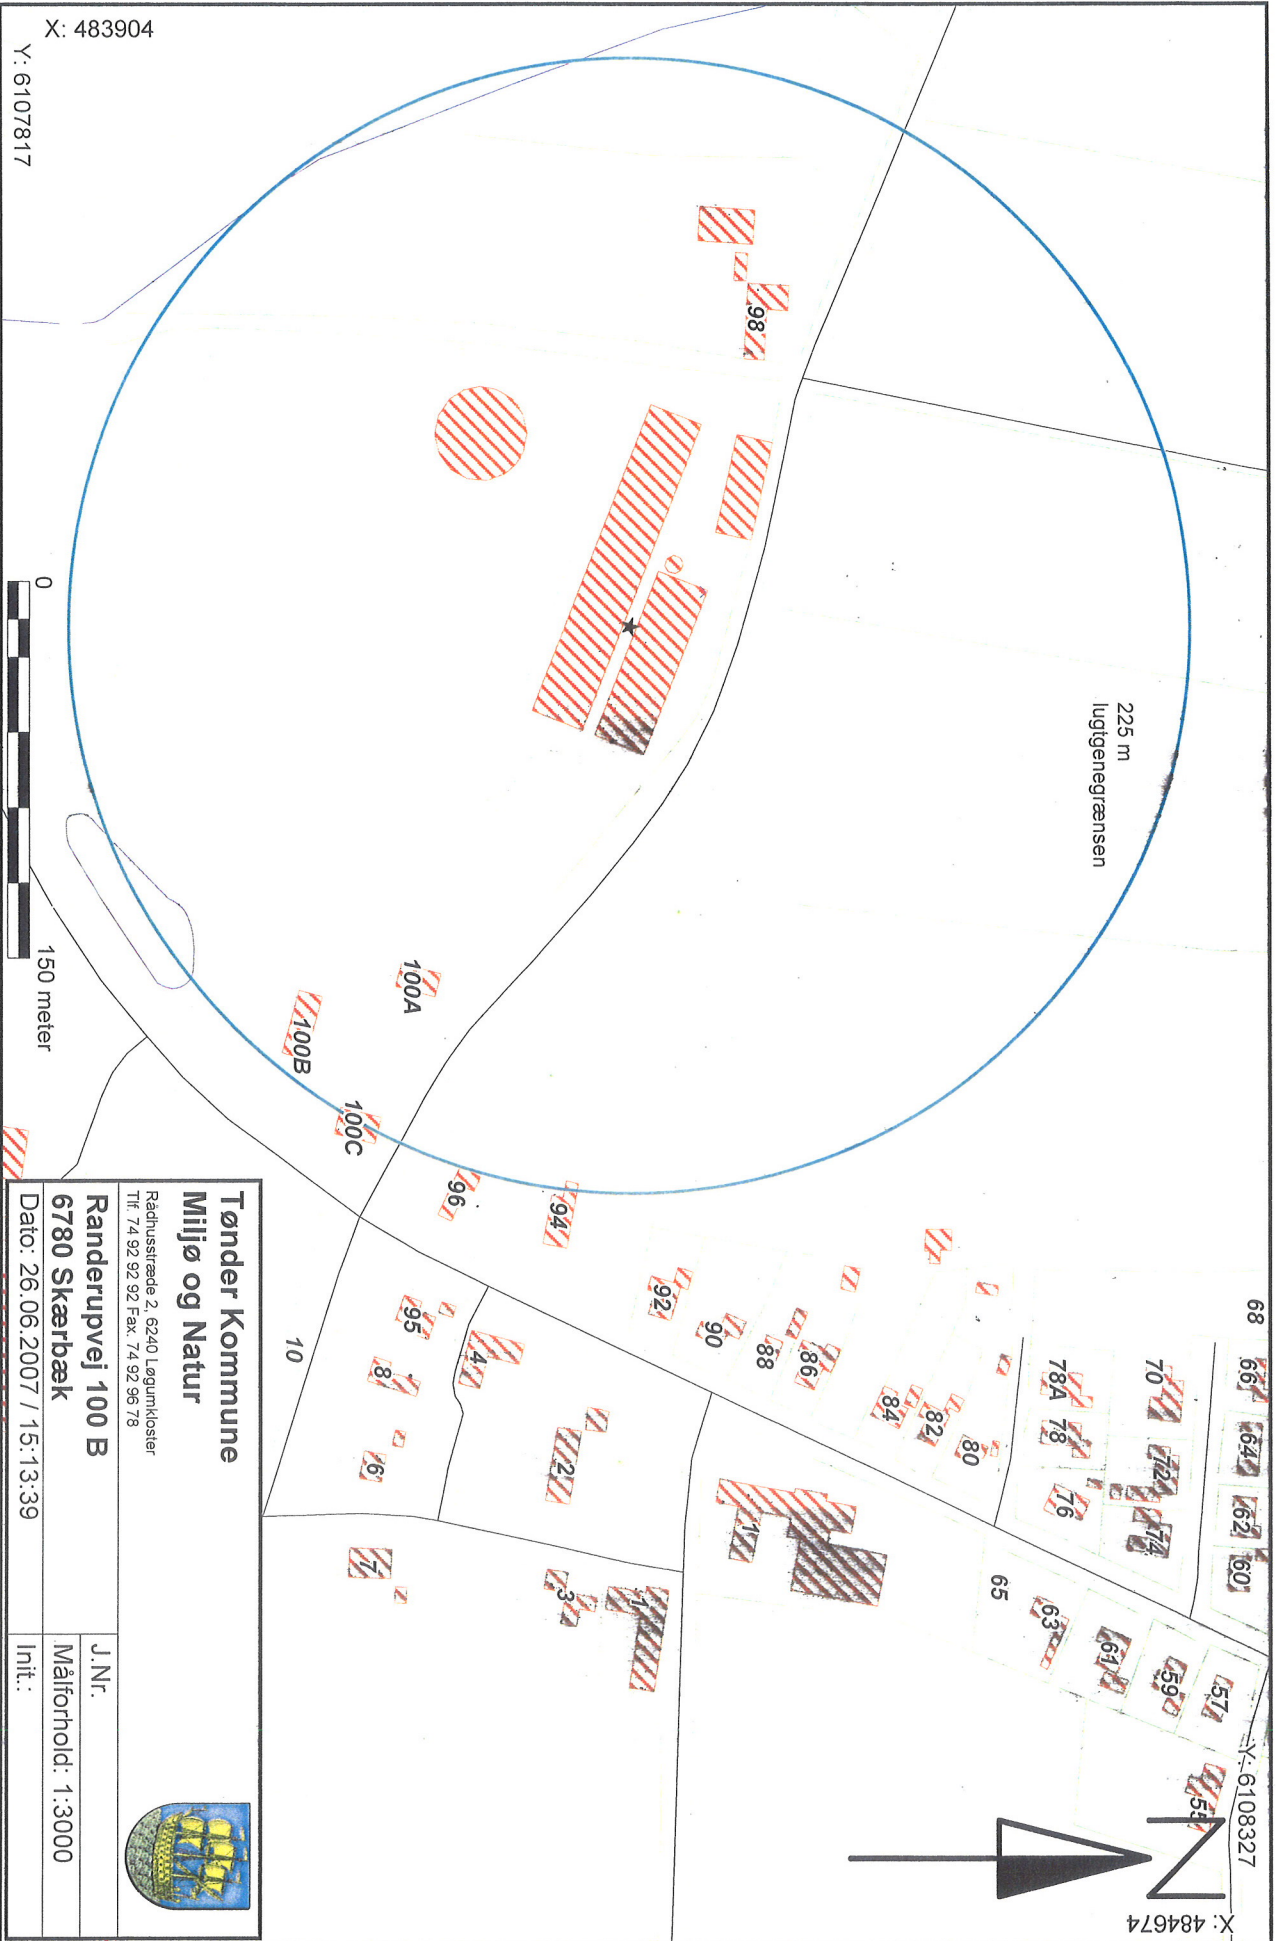 X: 483904
Y: 6107817
98
225 m
lugtgenegrænsen
0
150 meter
100A
100B
100C
96
94
92
90
88
86
84
82
80
78A
78
76
70
72
74
68
66
64
62
60
65
63
61
59
57
55
95
8
6
4
2
10
7
3
1
1
Y: 6108327
X: 484674
N
Tønder Kommune
Miljø og Natur
Rådhusstræde 2, 6240 Løgumkloster
Tlf. 74 92 92 92 Fax. 74 92 96 78
Randerupvej 100 B
6780 Skærbæk
Dato: 26.06.2007 / 15:13:39
J.Nr.
Målforhold: 1:3000
Init.: